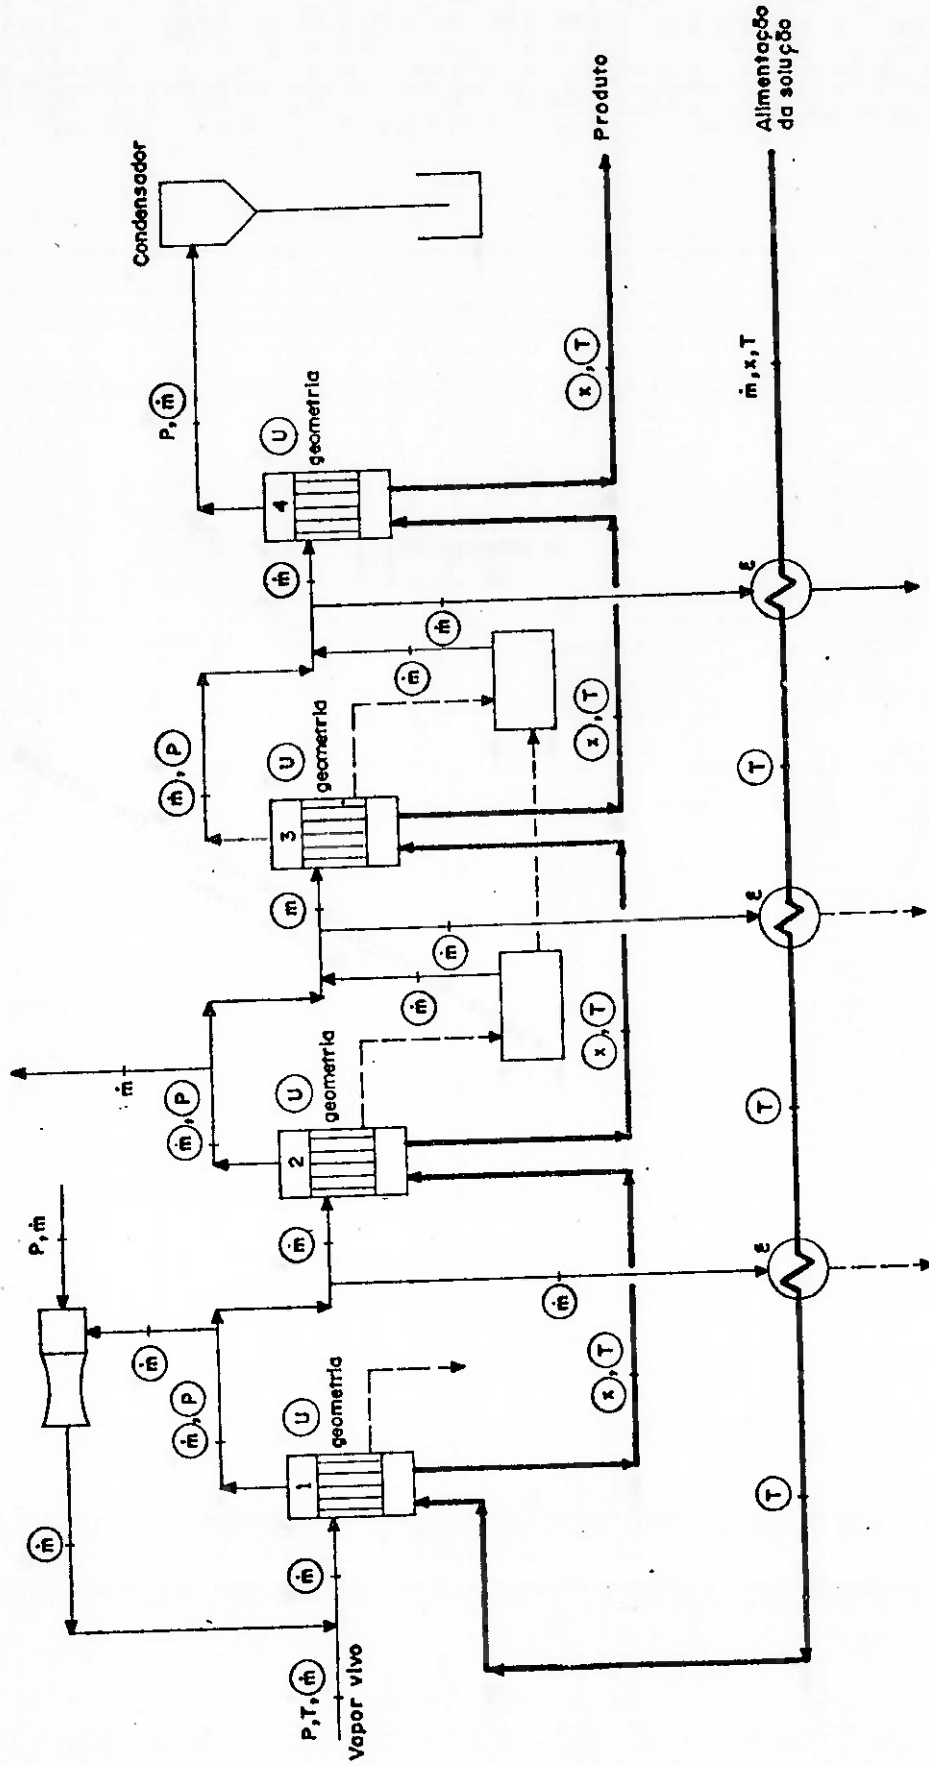 ṁ
P,ṁ
ṁ
ṁ
Condensador
ṁ,P
ṁ,P
ṁ,P
P,ṁ
U
geometria
1
U
geometria
2
U
geometria
3
U
geometria
4
P,T,ṁ
Vapor vivo
ṁ
ṁ
m
ṁ
ṁ
ṁ
ṁ
ṁ
ṁ
x,T
x,T
x,T
x,T
Produto
ε
ε
ε
ṁ,x,T
Alimentação
da solução
T
T
T